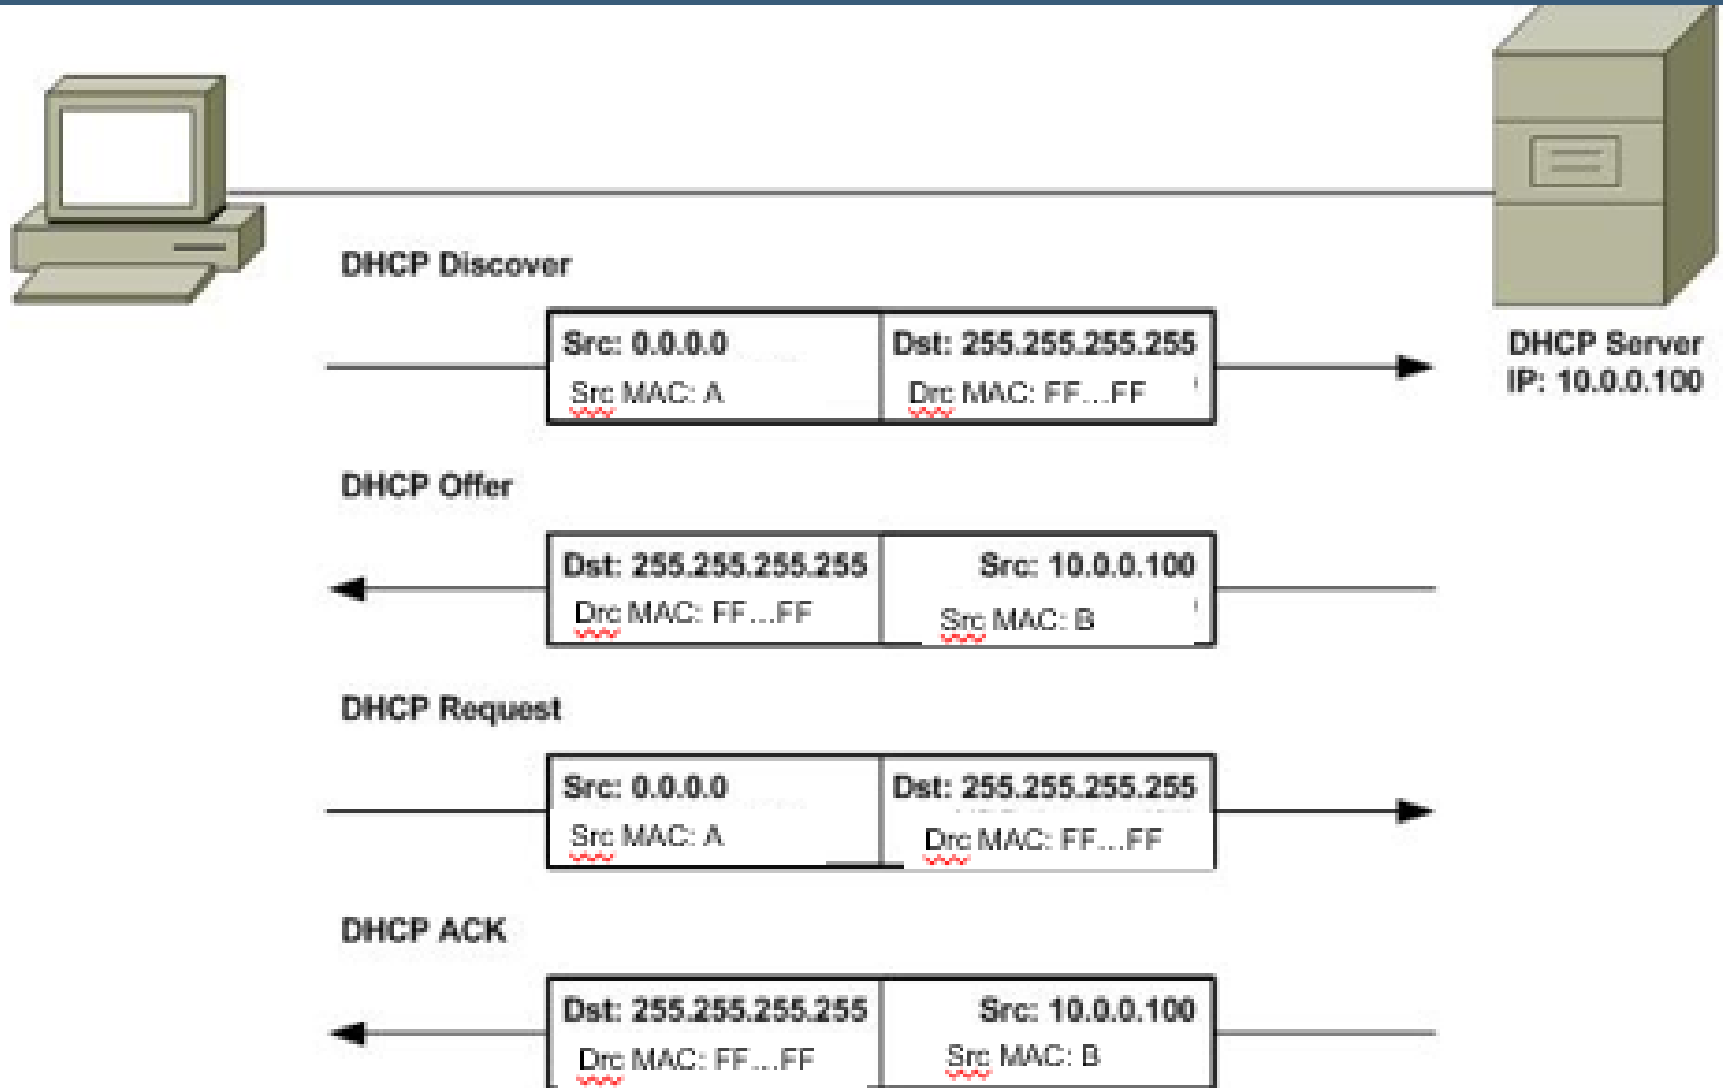 DHCP Discover
Src: 0.0.0.0
Dst: 255.255.255.255
Src MAC: A
Drc MAC: FF...FF
DHCP Server
IP: 10.0.0.100
DHCP Offer
Dst: 255.255.255.255
Src: 10.0.0.100
Drc MAC: FF...FF
Src MAC: B
DHCP Request
Src: 0.0.0.0
Dst: 255.255.255.255
Src MAC: A
Drc MAC: FF...FF
DHCP ACK
Dst: 255.255.255.255
Src: 10.0.0.100
Drc MAC: FF...FF
Src MAC: B